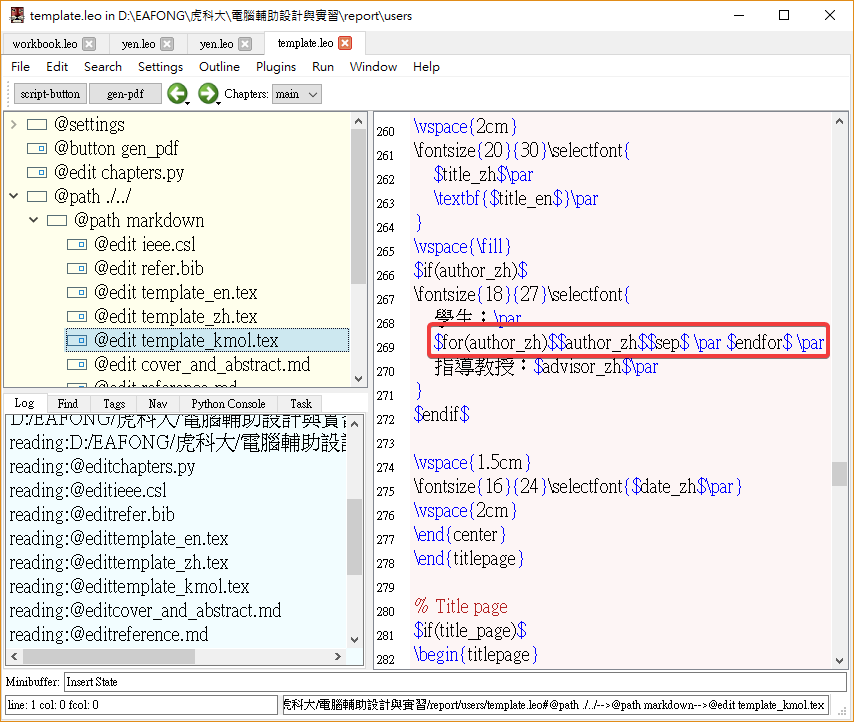 template.leo in D:\EAFONG\虎科大\電腦輔助設計與實習\report\users
workbook.leo
yen.leo
yen.leo
template.leo
File Edit Search Settings Outline Plugins Run Window Help
script-button gen-pdf Chapters: main
@settings
@button gen_pdf
@edit chapters.py
@path ./../
@path markdown
@edit ieee.csl
@edit refer.bib
@edit template_en.tex
@edit template_zh.tex
@edit template_kmol.tex
@edit cover_and_abstract.md
@edit reference.md
Log Find Tags Nav Python Console Task
D:/EAFONG/虎科大/電腦輔助設計與實習
reading:D:/EAFONG/虎科大/電腦輔助設
reading:@editchapters.py
reading:@editieee.csl
reading:@editrefer.bib
reading:@edittemplate_en.tex
reading:@edittemplate_zh.tex
reading:@edittemplate_kmol.tex
reading:@editcover_and_abstract.md
reading:@editreference.md
260 \vspace{2cm}
261 \fontsize{20}{30}\selectfont{
262 $title_zh$\par
263 \textbf{$title_en$}\par
264 }
265 \vspace{\fill}
266 $if(author_zh)$
267 \fontsize{18}{27}\selectfont{
268 學生：\par
269 $for(author_zh)$$author_zh$$sep$ \par $endfor$ \par
270 指導教授：$advisor_zh$\par
271 }
272 $endif$
273
274 \vspace{1.5cm}
275 \fontsize{16}{24}\selectfont{$date_zh$\par}
276 \vspace{2cm}
277 \end{center}
278 \end{titlepage}
279
280 % Title page
281 $if(title_page)$
282 \begin{titlepage}
Minibuffer: Insert State
line: 1 col: 0 fcol: 0
虎科大/電腦輔助設計與實習/report/users/template.leo#@path ./../-->@path markdown-->@edit template_kmol.tex